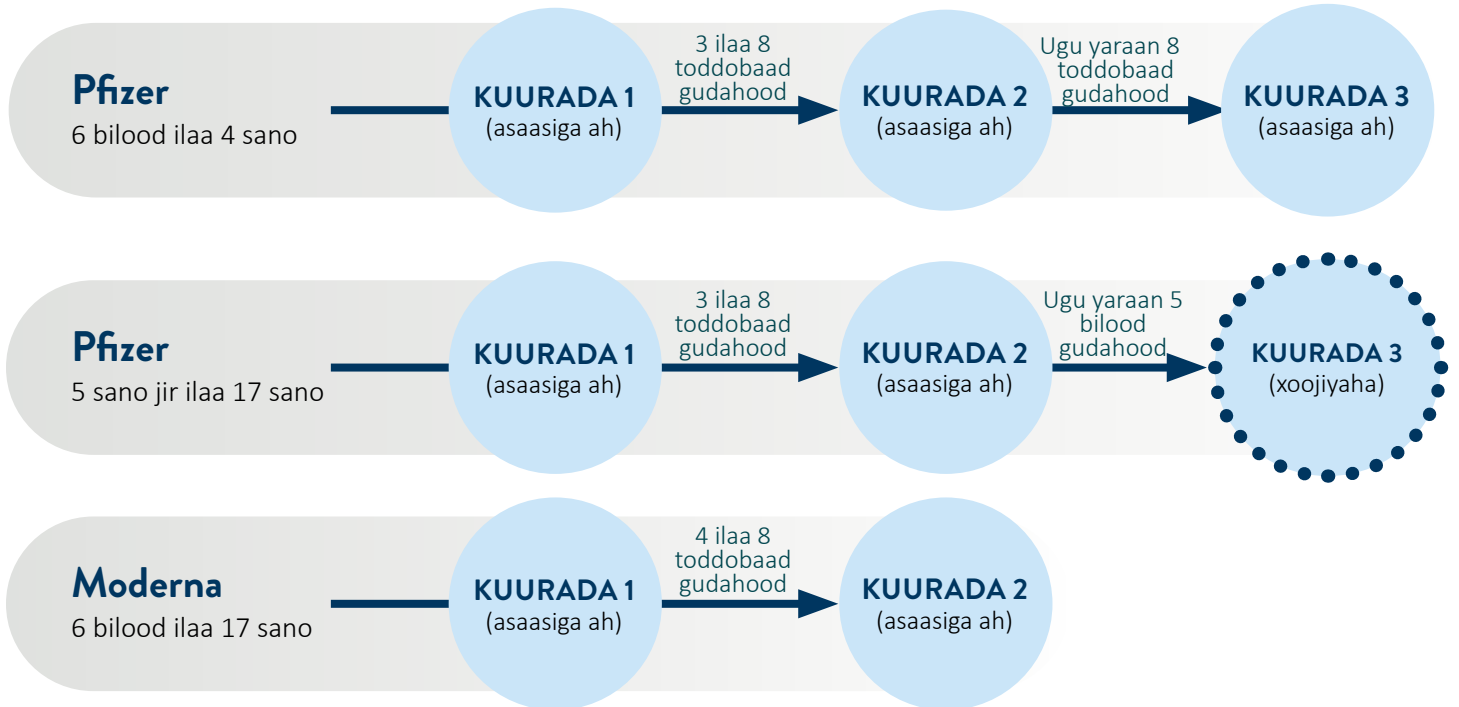 Pfizer
6 bilood ilaa 4 sano
KUURADA 1
(asaasiga ah)
3 ilaa 8
toddobaad
gudahood
KUURADA 2
(asaasiga ah)
Ugu yaraan 8
toddobaad
gudahood
KUURADA 3
(asaasiga ah)
Pfizer
5 sano jir ilaa 17 sano
KUURADA 1
(asaasiga ah)
3 ilaa 8
toddobaad
gudahood
KUURADA 2
(asaasiga ah)
Ugu yaraan 5
bilood
gudahood
KUURADA 3
(xoojiyaha)
Moderna
6 bilood ilaa 17 sano
KUURADA 1
(asaasiga ah)
4 ilaa 8
toddobaad
gudahood
KUURADA 2
(asaasiga ah)